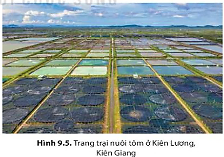 Hình 9.5. Trang trại nuôi tôm ở Kiên Lương,
Kiên Giang